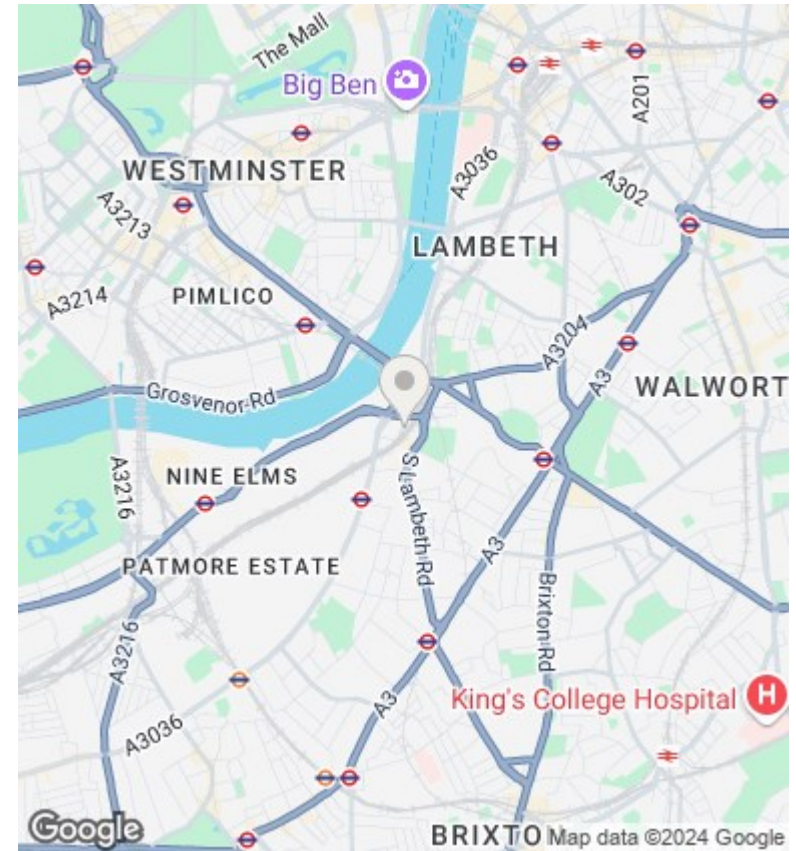 The Mall
Big Ben
A201
A3036
WESTMINSTER
A302
A3213
LAMBETH
A3214
PIMLICO
A3204
Grosvenor Rd
A3
WALWORT
A3216
NINE ELMS
S Lambeth Rd
A3
PATMORE ESTATE
Brixton Rd
A3216
King's College Hospital
H
A3
A3036
Google
BRIXTO
Map data ©2024 Google